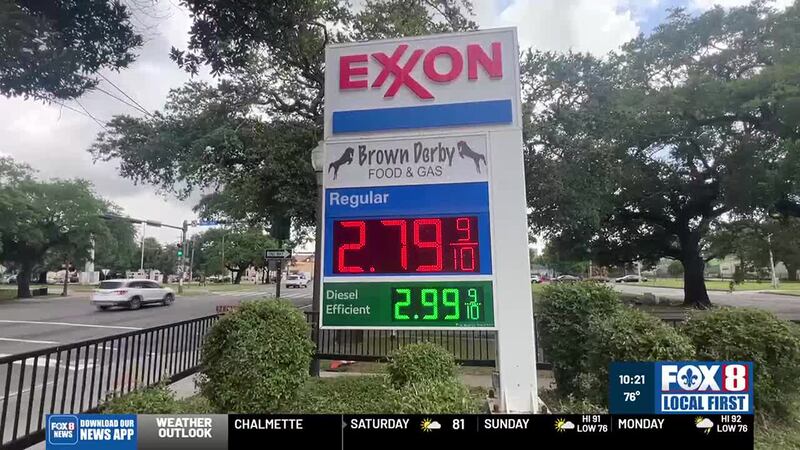 EXXON
Brown Derby
FOOD & GAS
Regular
2.79 9/10
Diesel
Efficient
2.99 9/10
10:21
76°
FOX 8
LOCAL FIRST
FOX 8
NEWS
DOWNLOAD OUR
NEWS APP
WEATHER
OUTLOOK
CHALMETTE
SATURDAY 81
SUNDAY HI 91
LOW 76
MONDAY HI 92
LOW 76